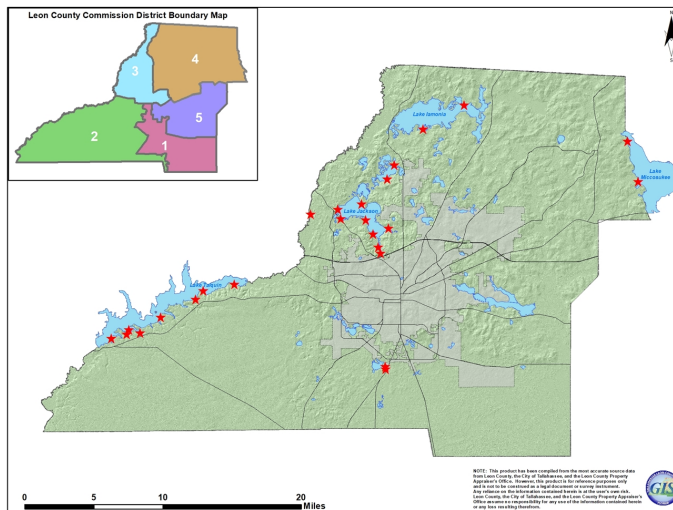 Leon County Commission District Boundary Map
4
3
5
2
1
N
Lake Iamonia
Lake
Miccosukee
Lake Jackson
Lake Talquin
NOTE: This product has been compiled from the most accurate source data
from Leon County, the City of Tallahassee, and the Leon County Property
Appraiser's Office. However, this product is for reference purposes only
and is not to be construed as a legal document or survey instrument.
Any reliance on the information contained herein is at the user's own risk.
Leon County, the City of Tallahassee, and the Leon County Property Appraiser's
Office assume no responsibility for any use of the information contained herein
or any loss resulting therefrom.
GIS
0 5 10 20
Miles